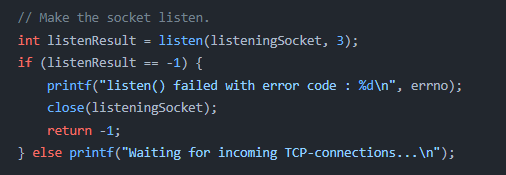 // Make the socket listen.
int listenResult = listen(listeningSocket, 3);
if (listenResult == -1) {
    printf("listen() failed with error code : %d\n", errno);
    close(listeningSocket);
    return -1;
} else printf("Waiting for incoming TCP-connections...\n");